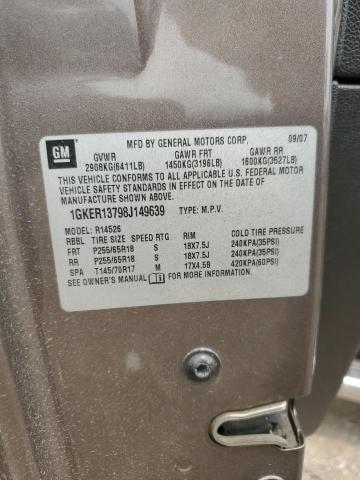 GM
MFD BY GENERAL MOTORS CORP. 09/07
GVWR GAWR FRT GAWR RR
2908KG(6411LB) 1450KG(3196LB) 1600KG(3527LB)
THIS VEHICLE CONFORMS TO ALL APPLICABLE U.S. FEDERAL MOTOR
VEHICLE SAFETY STANDARDS IN EFFECT ON THE DATE OF
MANUFACTURE SHOWN ABOVE.
1GKER13798J149639 TYPE: M.P.V.
MODEL: R14526
RBBL TIRE SIZE SPEED RTG RIM COLD TIRE PRESSURE
FRT P255/65R18 S 18X7.5J 240KPA(35PSI)
RR P255/65R18 S 18X7.5J 240KPA(35PSI)
SPA T145/70R17 M 17X4.5B 420KPA(60PSI)
SEE OWNER'S MANUAL FOR ADDITIONAL INFORMATION.